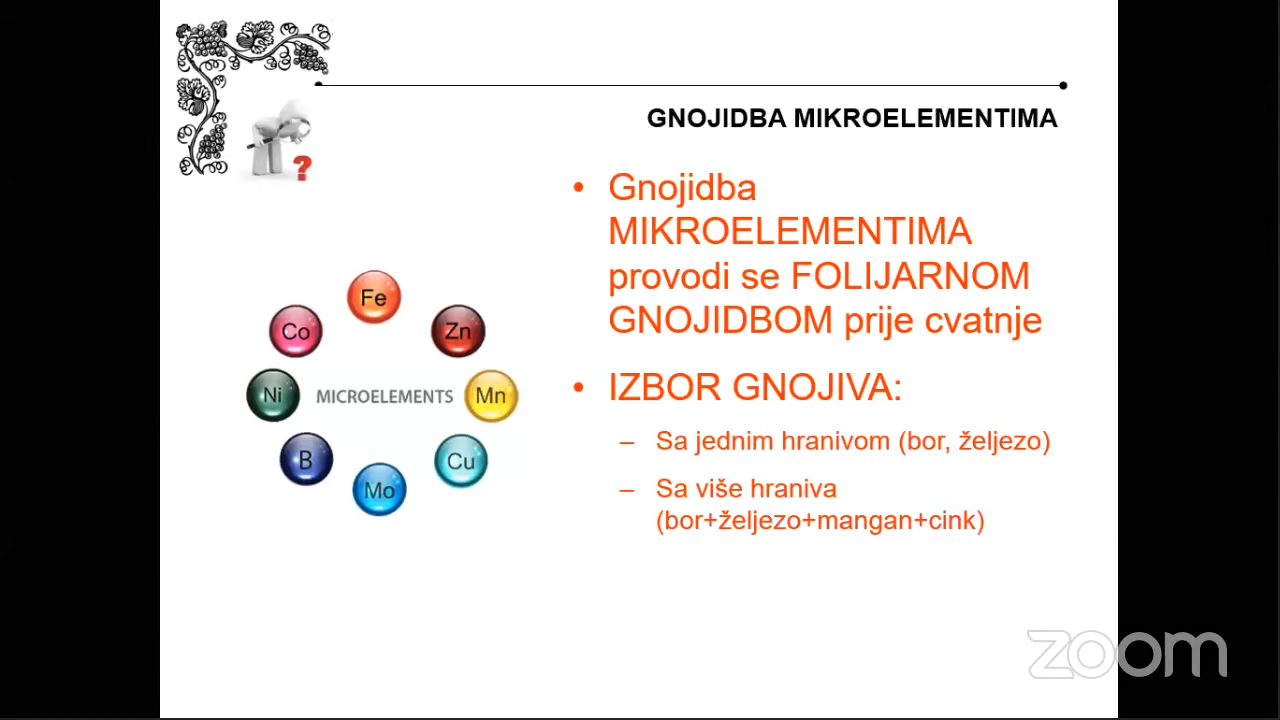 GNOJIDBA MIKROELEMENTIMA
• Gnojidba
MIKROELEMENTIMA
provodi se FOLIJARNOM
GNOJIDBOM prije cvatnje
• IZBOR GNOJIVA:
– Sa jednim hranivom (bor, željezo)
– Sa više hraniva
(bor+željezo+mangan+cink)
?
Fe
Co
Zn
Ni
MICROELEMENTS
Mn
B
Cu
Mo
zoom